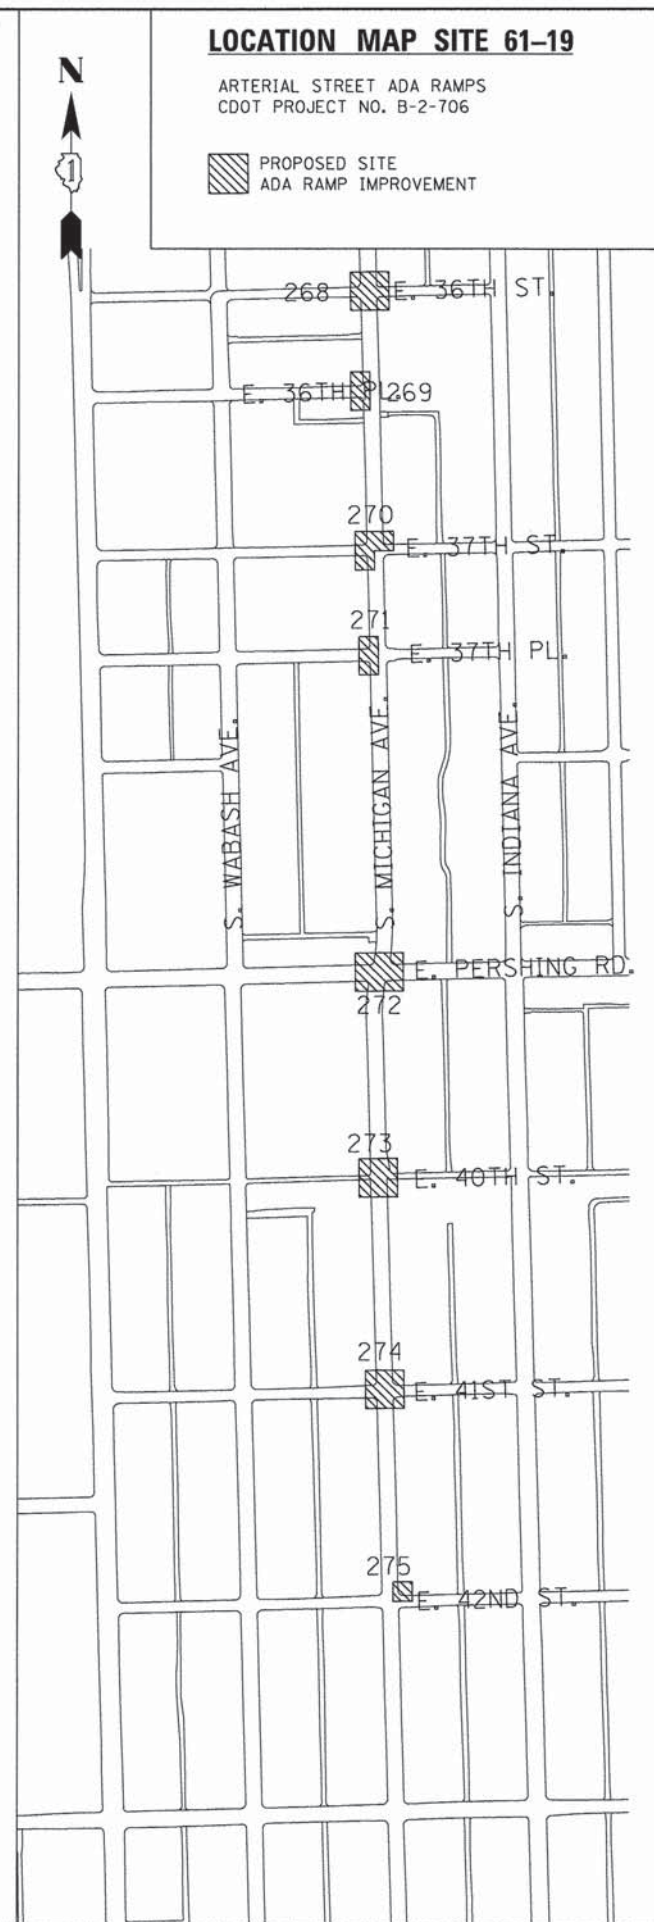 LOCATION MAP SITE 61–19
N
ARTERIAL STREET ADA RAMPS
CDOT PROJECT NO. B-2-706
1
PROPOSED SITE
ADA RAMP IMPROVEMENT
268
E. 36TH ST.
E. 36TH PL.
269
270
E. 37TH ST.
271
E. 37TH PL.
S. WABASH AVE.
S. MICHIGAN AVE.
S. INDIANA AVE.
E. PERSHING RD.
272
273
E. 40TH ST.
274
E. 41ST ST.
275
E. 42ND ST.